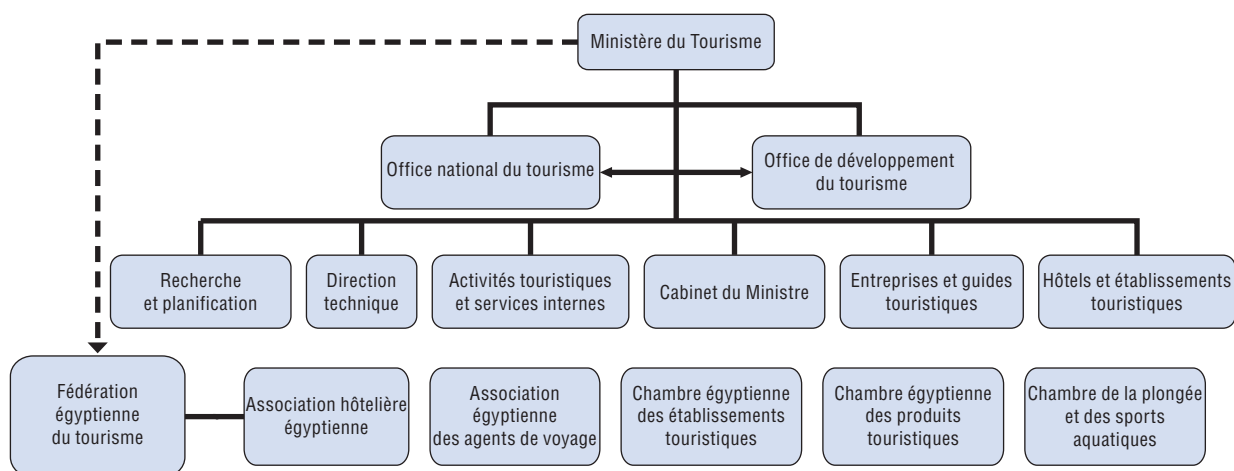 Ministère du Tourisme
Office national du tourisme
Office de développement
du tourisme
Recherche
et planification
Direction
technique
Activités touristiques
et services internes
Cabinet du Ministre
Entreprises et guides
touristiques
Hôtels et établissements
touristiques
Fédération
égyptienne
du tourisme
Association hôtelière
égyptienne
Association
égyptienne
des agents de voyage
Chambre égyptienne
des établissements
touristiques
Chambre égyptienne
des produits
touristiques
Chambre de la plongée
et des sports
aquatiques